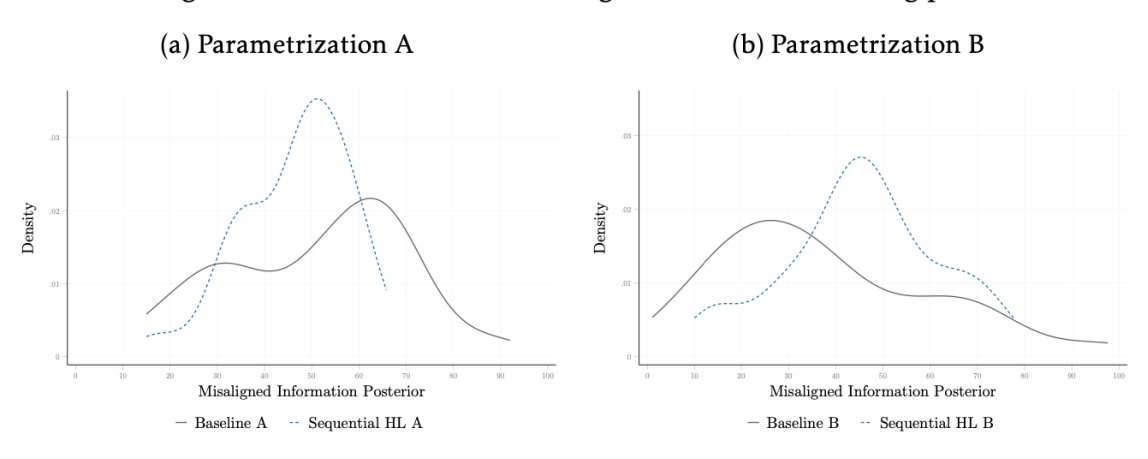 (a) Parametrization A
(b) Parametrization B
Density
.03
.02
.01
0
0 10 20 30 40 50 60 70 80 90 100
Misaligned Information Posterior
Baseline A Sequential HL A
Density
.03
.02
.01
0
0 10 20 30 40 50 60 70 80 90 100
Misaligned Information Posterior
Baseline B Sequential HL B